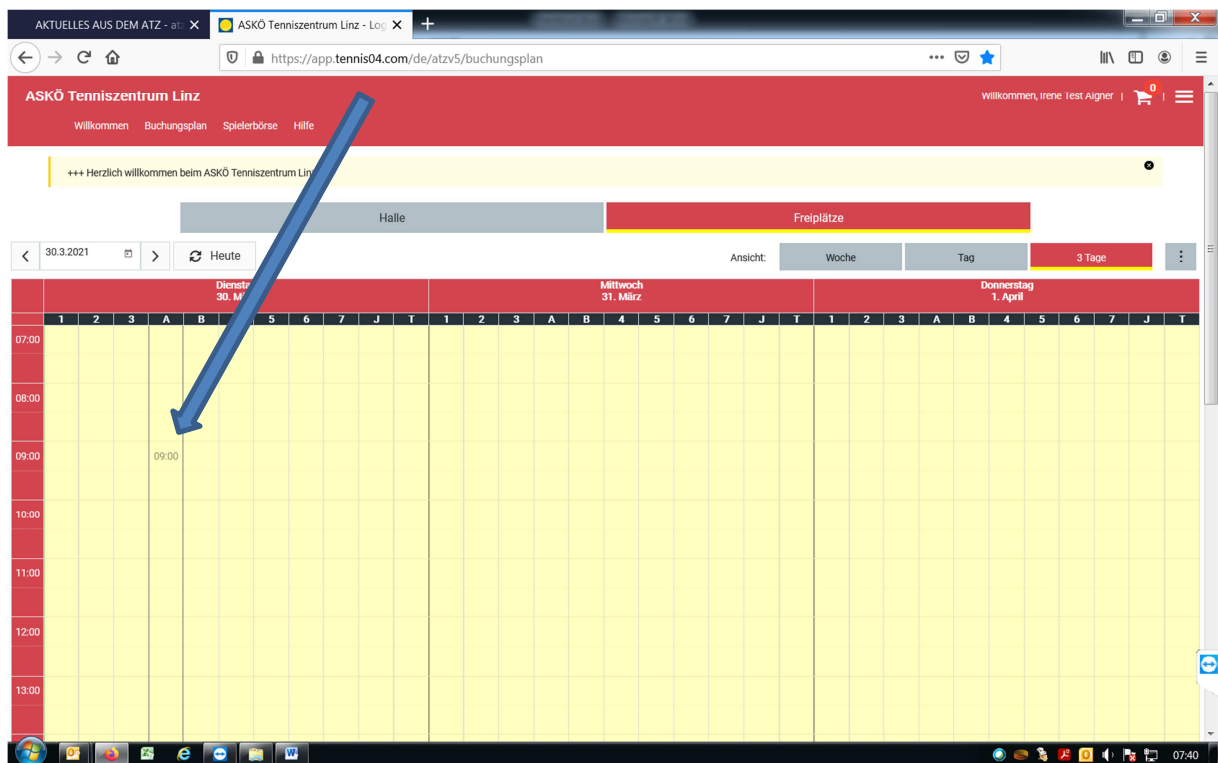 AKTUELLES AUS DEM ATZ - at
ASKÖ Tenniszentrum Linz - Log
https://app.tennis04.com/de/atzv5/buchungsplan
ASKÖ Tenniszentrum Linz
Willkommen, Irene Test Aigner | 0 |
Willkommen Buchungsplan Spielerbörse Hilfe
+++ Herzlich willkommen beim ASKÖ Tenniszentrum Lin
Halle Freiplätze
30.3.2021 Heute Ansicht: Woche Tag 3 Tage
Dienst Mittwoch Donnerstag
30. M 31. März 1. April
1 2 3 A B 5 6 7 J T 1 2 3 A B 4 5 6 7 J T 1 2 3 A B 4 5 6 7 J T
07:00
08:00
09:00 09:00
10:00
11:00
12:00
13:00
07:40